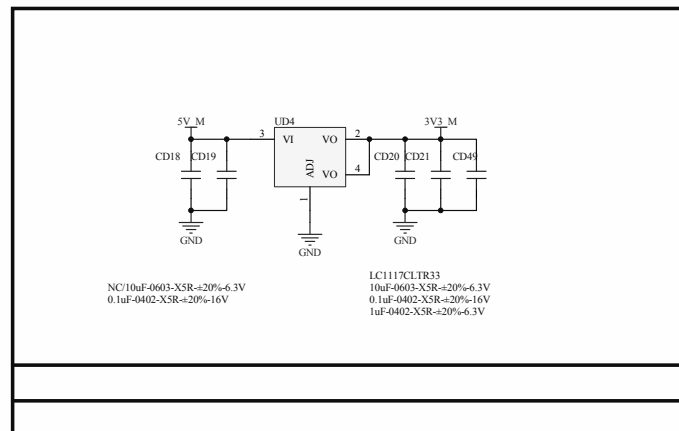 5V_M
UD4
3V3_M
3
VI
VO
2
CD18
CD19
ADJ
VO
4
CD20
CD21
CD49
1
GND
GND
GND
NC/10uF-0603-X5R-±20%-6.3V
0.1uF-0402-X5R-±20%-16V
LC1117CLTR33
10uF-0603-X5R-±20%-6.3V
0.1uF-0402-X5R-±20%-16V
1uF-0402-X5R-±20%-6.3V